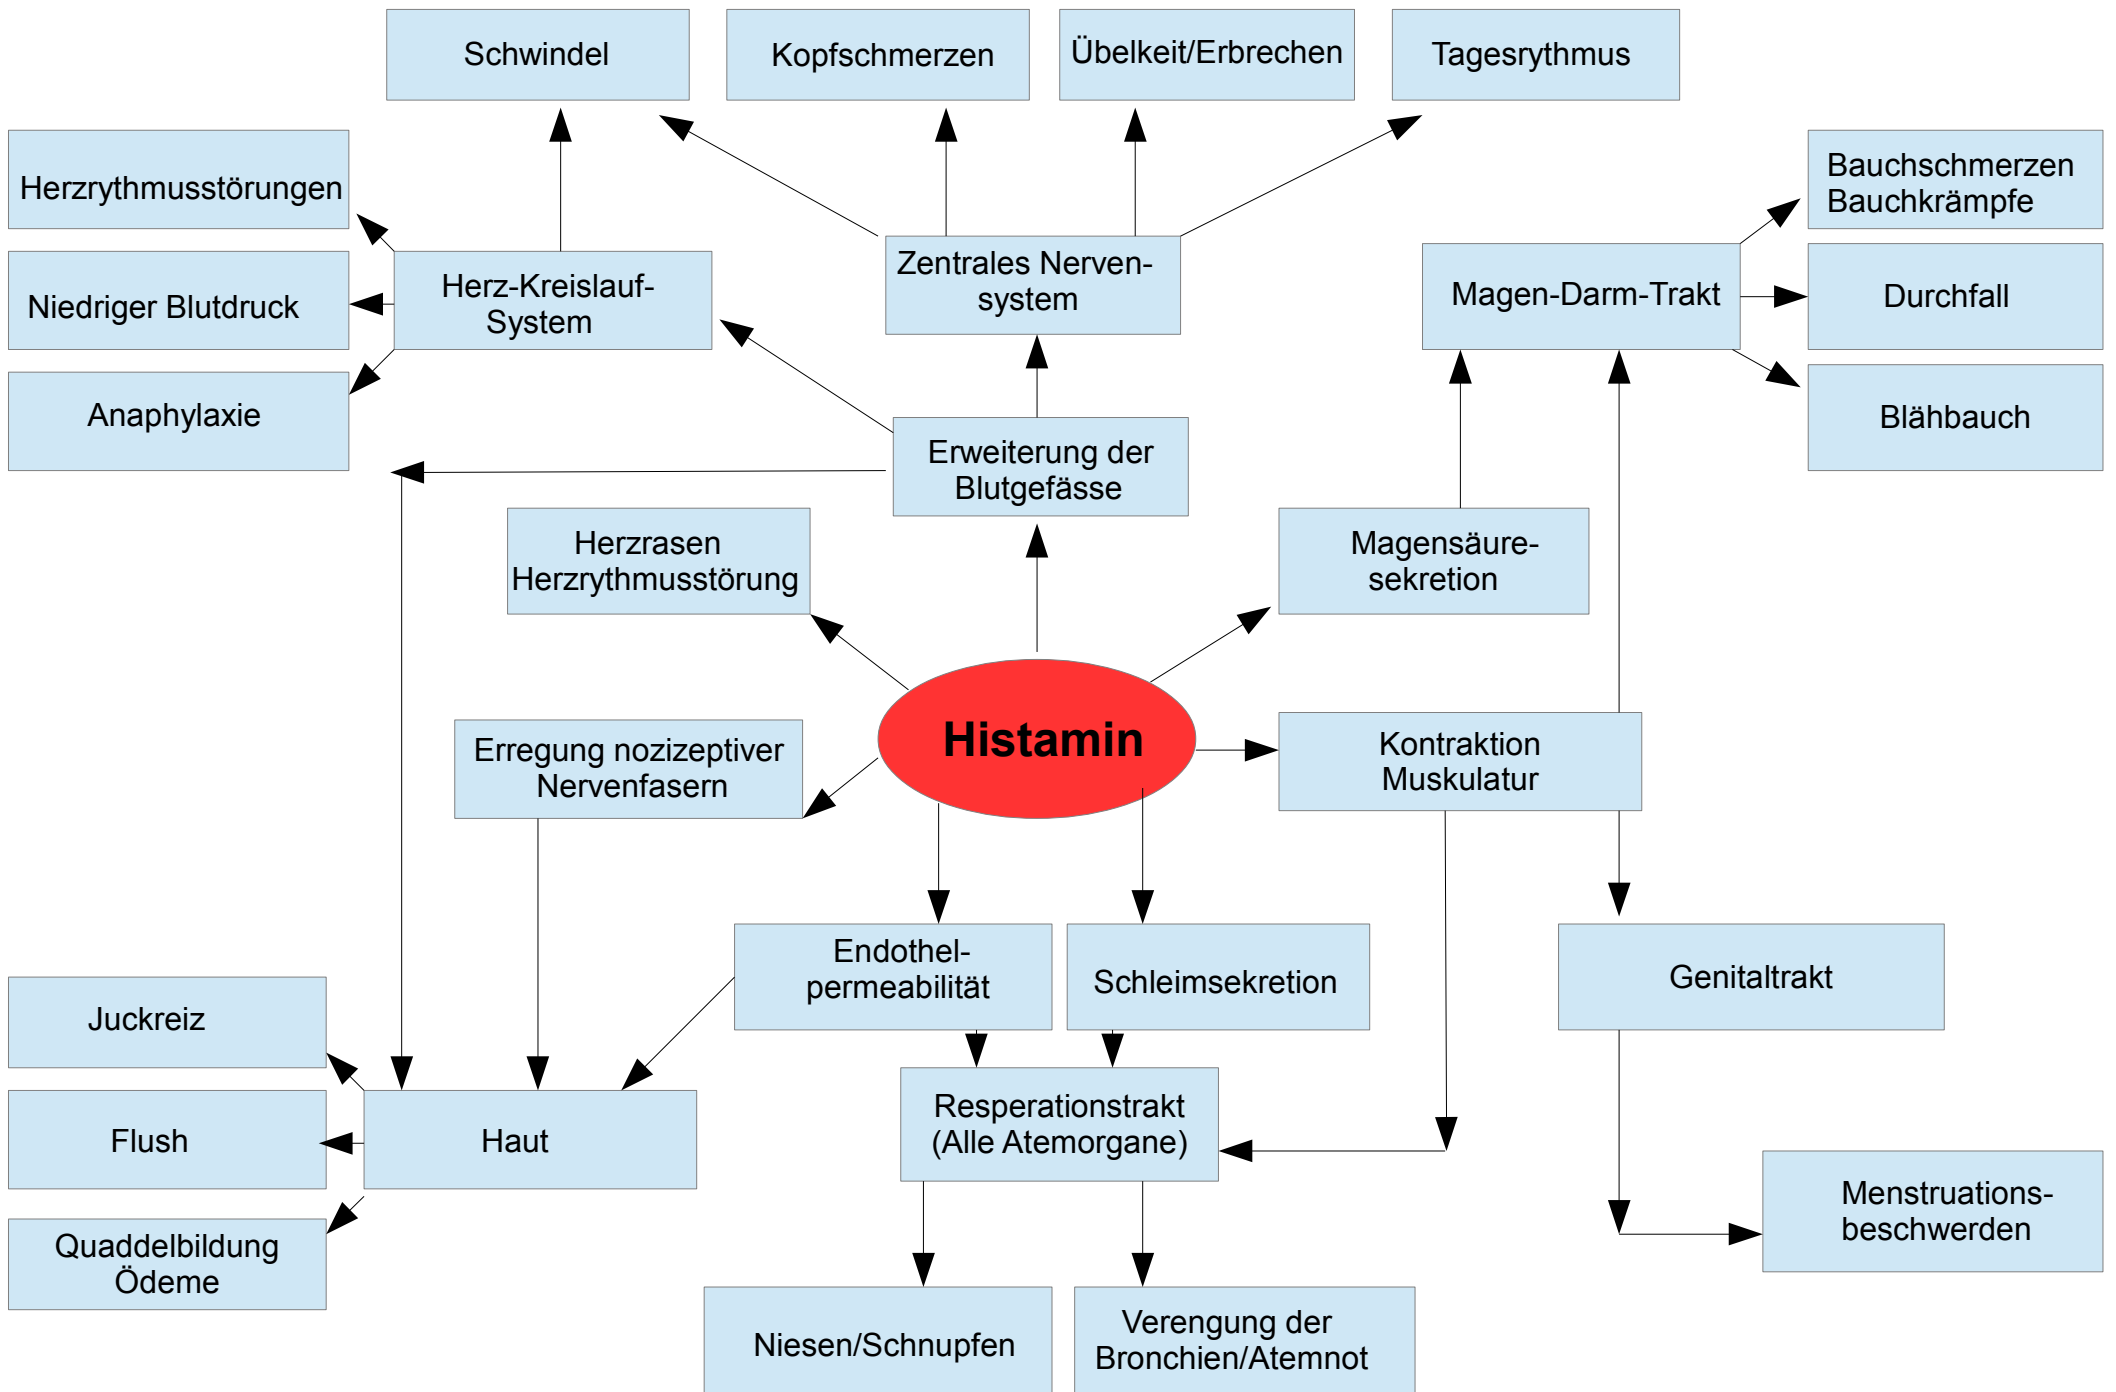 Schwindel
Kopfschmerzen
Übelkeit/Erbrechen
Tagesrythmus
Herzrythmusstörungen
Bauchschmerzen
Bauchkrämpfe
Niedriger Blutdruck
Herz-Kreislauf-
System
Zentrales Nerven-
system
Magen-Darm-Trakt
Durchfall
Anaphylaxie
Blähbauch
Erweiterung der
Blutgefässe
Herzrasen
Herzrythmusstörung
Magensäure-
sekretion
Histamin
Erregung nozizeptiver
Nervenfasern
Kontraktion
Muskulatur
Endothel-
permeabilität
Schleimsekretion
Genitaltrakt
Juckreiz
Flush
Haut
Resperationstrakt
(Alle Atemorgane)
Menstruations-
beschwerden
Quaddelbildung
Ödeme
Niesen/Schnupfen
Verengung der
Bronchien/Atemnot